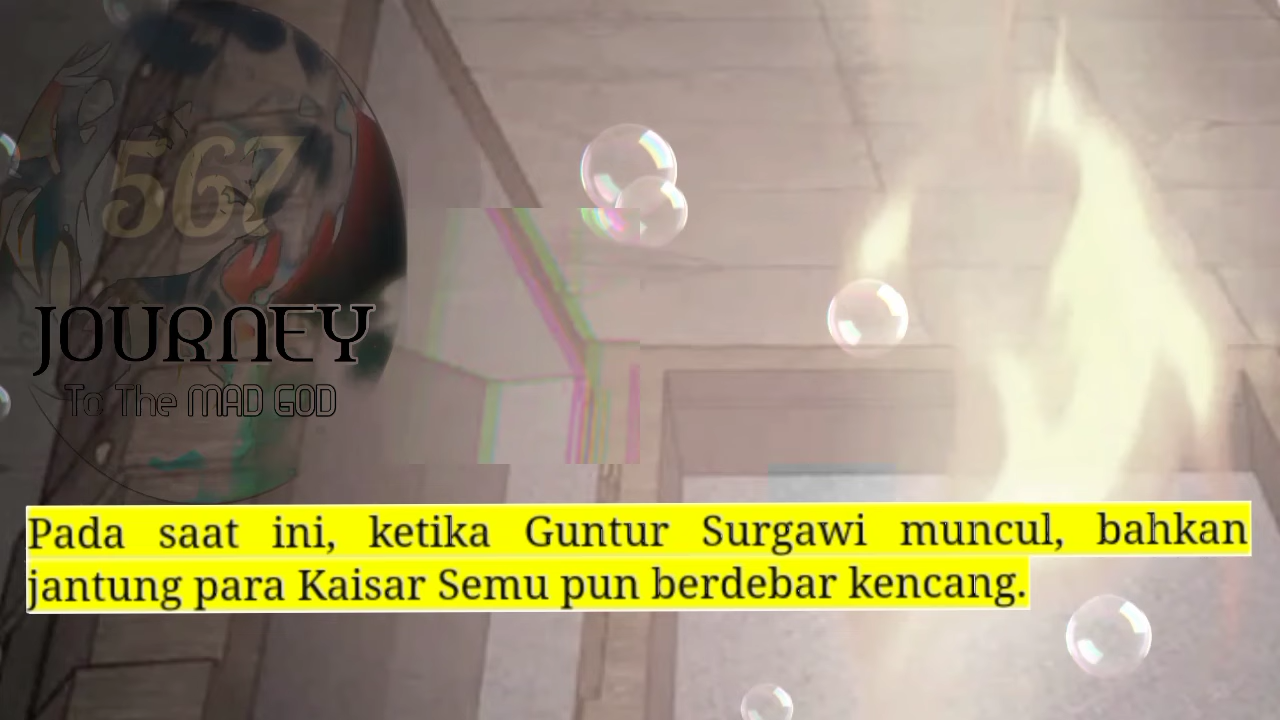 567
JOURNEY
To The MAD GOD
Pada saat ini, ketika Guntur Surgawi muncul, bahkan
jantung para Kaisar Semu pun berdebar kencang.